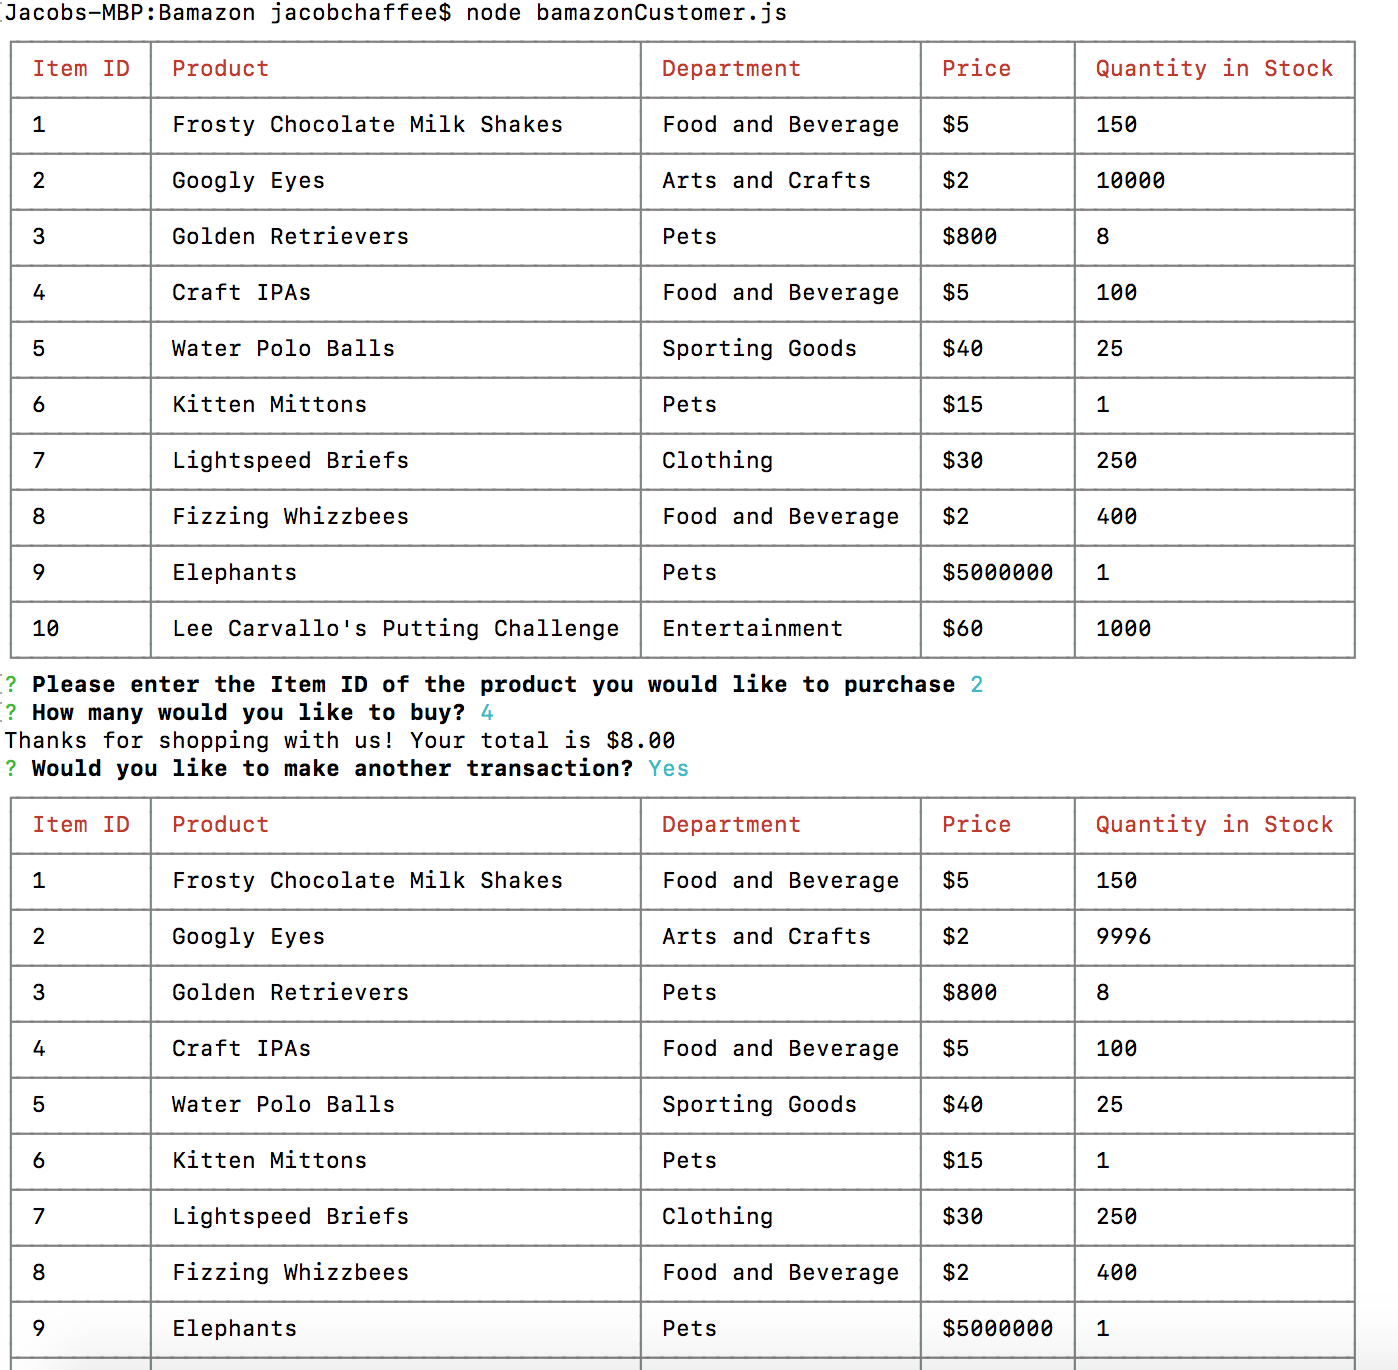 Jacobs-MBP:Bamazon jacobchaffee$ node bamazonCustomer.js
Item ID Product Department Price Quantity in Stock
1 Frosty Chocolate Milk Shakes Food and Beverage $5 150
2 Googly Eyes Arts and Crafts $2 10000
3 Golden Retrievers Pets $800 8
4 Craft IPAs Food and Beverage $5 100
5 Water Polo Balls Sporting Goods $40 25
6 Kitten Mittons Pets $15 1
7 Lightspeed Briefs Clothing $30 250
8 Fizzing Whizzbees Food and Beverage $2 400
9 Elephants Pets $5000000 1
10 Lee Carvallo's Putting Challenge Entertainment $60 1000
? Please enter the Item ID of the product you would like to purchase 2
? How many would you like to buy? 4
Thanks for shopping with us! Your total is $8.00
? Would you like to make another transaction? Yes
Item ID Product Department Price Quantity in Stock
1 Frosty Chocolate Milk Shakes Food and Beverage $5 150
2 Googly Eyes Arts and Crafts $2 9996
3 Golden Retrievers Pets $800 8
4 Craft IPAs Food and Beverage $5 100
5 Water Polo Balls Sporting Goods $40 25
6 Kitten Mittons Pets $15 1
7 Lightspeed Briefs Clothing $30 250
8 Fizzing Whizzbees Food and Beverage $2 400
9 Elephants Pets $5000000 1